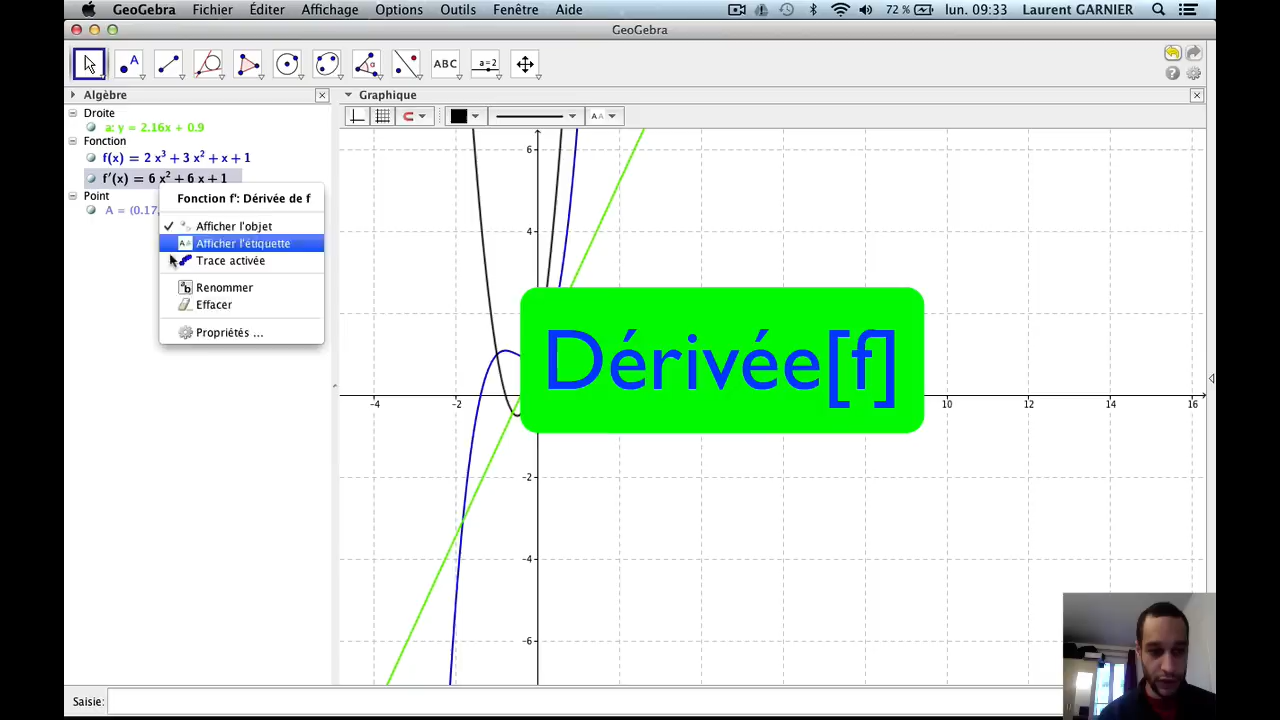 GeoGebra Fichier Éditer Affichage Options Outils Fenêtre Aide 72 % lun. 09:33 Laurent GARNIER
GeoGebra
ABC a=2
Algèbre
Graphique
Droite
a: y = 2.16x + 0.9
Fonction
f(x) = 2 x³ + 3 x² + x + 1
f'(x) = 6 x² + 6 x + 1
Point
A = (0.17,
Fonction f': Dérivée de f
Afficher l'objet
Afficher l'étiquette
Trace activée
Renommer
Effacer
Propriétés ...
6
4
Dérivée[f]
-4 -2 10 12 14 16
-2
-4
-6
Saisie: